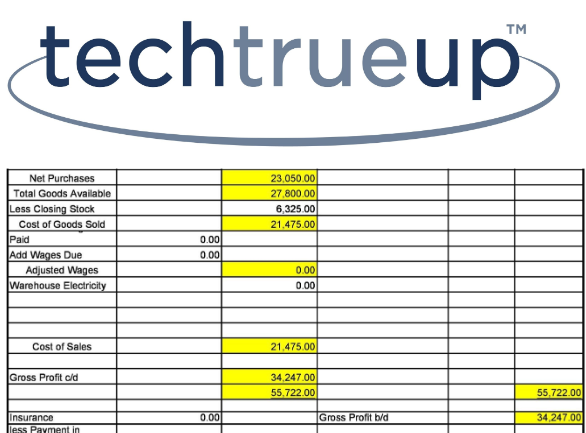 techtrueup™
Net Purchases 23,050.00
Total Goods Available 27,800.00
Less Closing Stock 6,325.00
Cost of Goods Sold 21,475.00
Paid 0.00
Add Wages Due 0.00
Adjusted Wages 0.00
Warehouse Electricity 0.00
Cost of Sales 21,475.00
Gross Profit c/d 34,247.00
55,722.00 55,722.00
Insurance 0.00 Gross Profit b/d 34,247.00
less Payment in